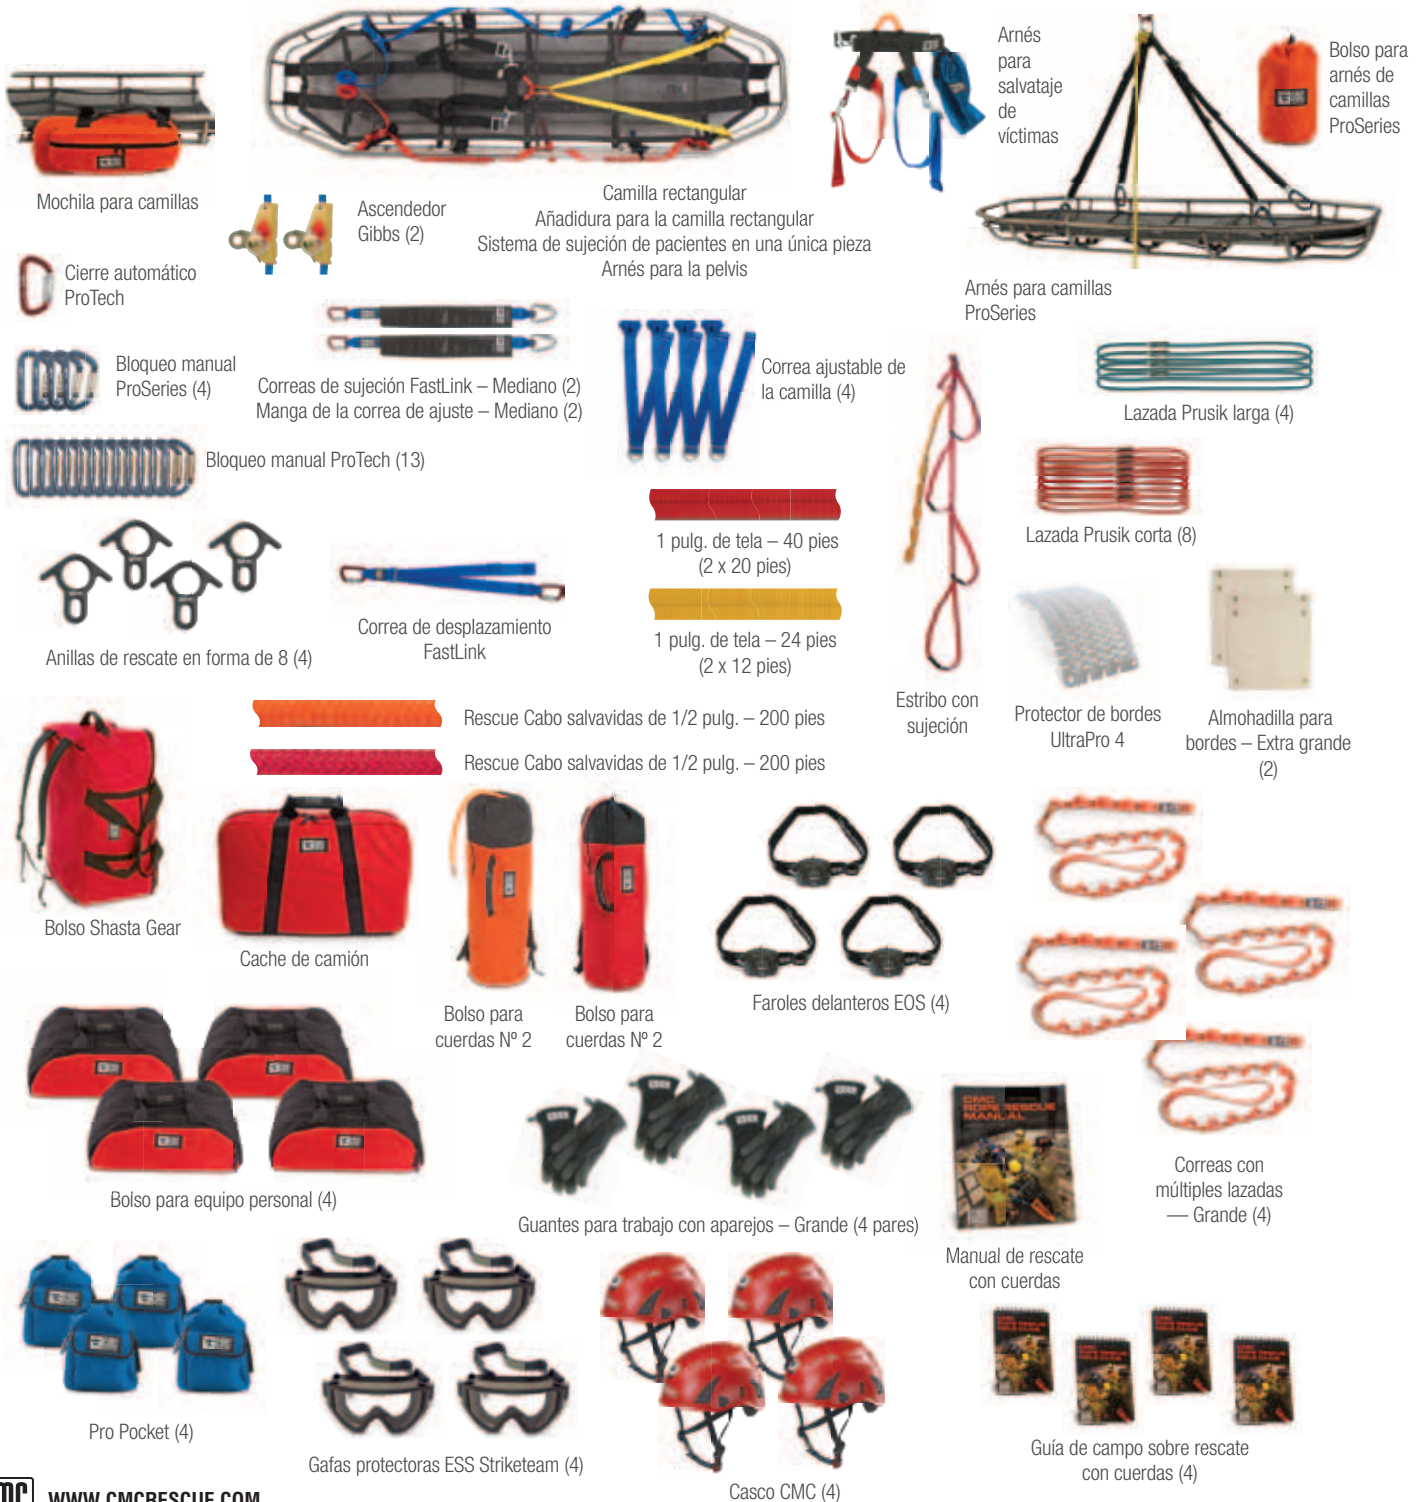 Mochila para camillas
Ascendedor
Gibbs (2)
Camilla rectangular
Añadidura para la camilla rectangular
Sistema de sujeción de pacientes en una única pieza
Arnés para la pelvis
Arnés
para
salvataje
de
víctimas
Bolso para
arnés de
camillas
ProSeries
Arnés para camillas
ProSeries
Cierre automático
ProTech
Bloqueo manual
ProSeries (4)
Correas de sujeción FastLink – Mediano (2)
Manga de la correa de ajuste – Mediano (2)
Correa ajustable de
la camilla (4)
Lazada Prusik larga (4)
Bloqueo manual ProTech (13)
Lazada Prusik corta (8)
1 pulg. de tela – 40 pies
(2 x 20 pies)
1 pulg. de tela – 24 pies
(2 x 12 pies)
Anillas de rescate en forma de 8 (4)
Correa de desplazamiento
FastLink
Estribo con
sujeción
Protector de bordes
UltraPro 4
Almohadilla para
bordes – Extra grande
(2)
Rescue Cabo salvavidas de 1/2 pulg. – 200 pies
Rescue Cabo salvavidas de 1/2 pulg. – 200 pies
Bolso Shasta Gear
Cache de camión
Bolso para
cuerdas Nº 2
Bolso para
cuerdas Nº 2
Faroles delanteros EOS (4)
Correas con
múltiples lazadas
— Grande (4)
Bolso para equipo personal (4)
Guantes para trabajo con aparejos – Grande (4 pares)
CMC
ROPE RESCUE
MANUAL
Manual de rescate
con cuerdas
Pro Pocket (4)
Gafas protectoras ESS Striketeam (4)
Casco CMC (4)
Guía de campo sobre rescate
con cuerdas (4)
WWW.CMCRESCUE.COM